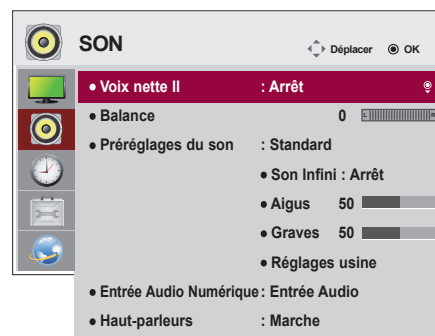 SON
Déplacer OK
• Voix nette II : Arrêt
• Balance 0 L R
• Préréglages du son : Standard
• Son Infini : Arrêt
• Aigus 50
• Graves 50
• Réglages usine
• Entrée Audio Numérique : Entrée Audio
• Haut-parleurs : Marche